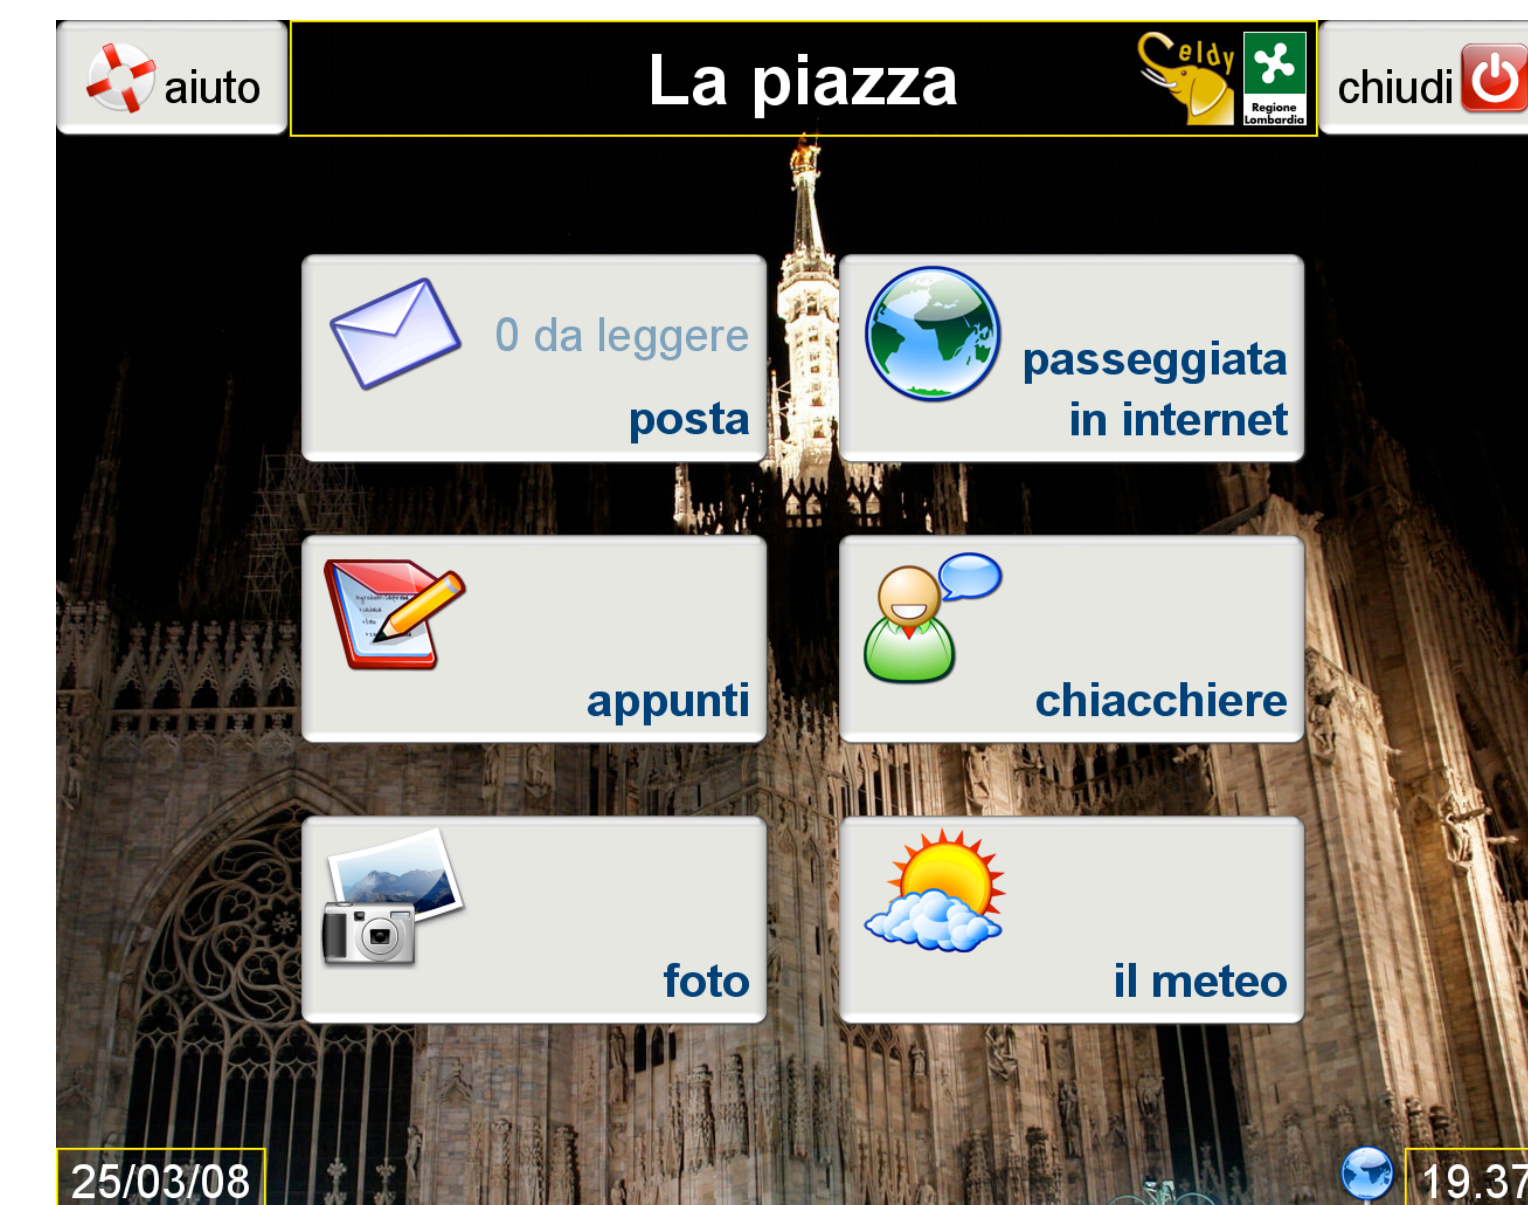 aiuto
La piazza
eldy
Regione
Lombardia
chiudi
0 da leggere
posta
passeggiata
in internet
appunti
chiacchiere
foto
il meteo
25/03/08
19.37